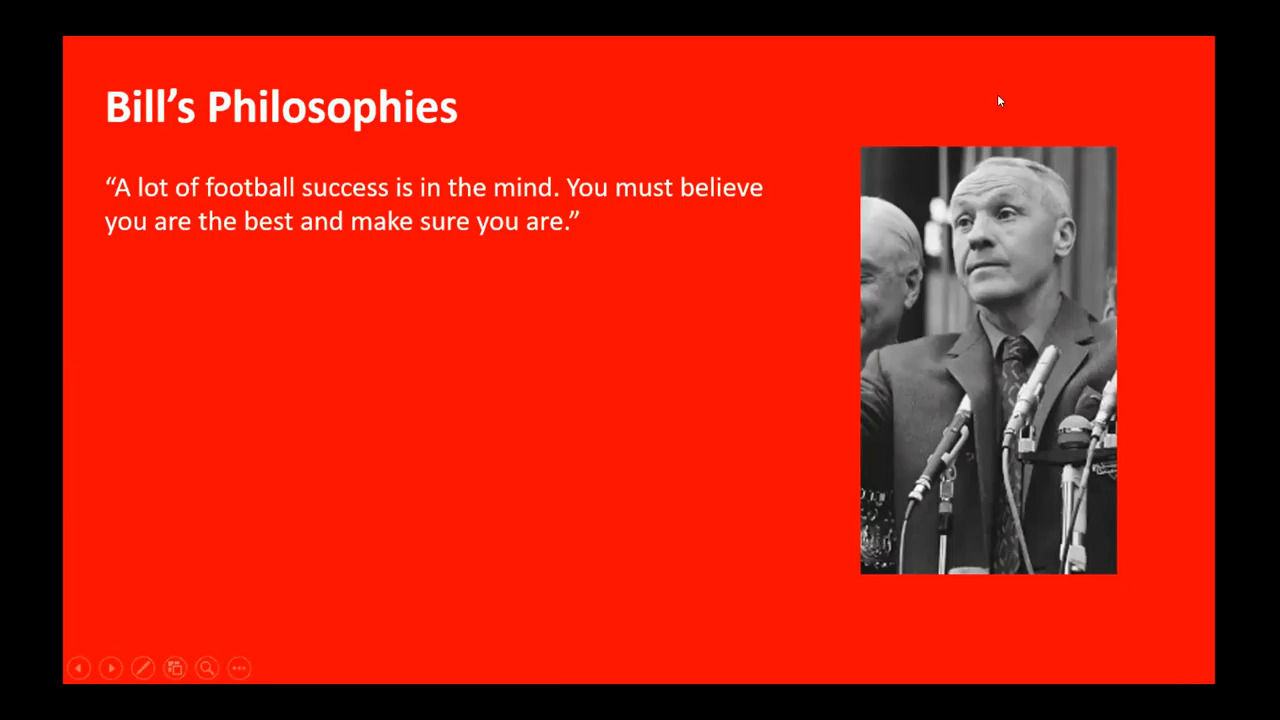 Bill’s Philosophies
“A lot of football success is in the mind. You must believe
you are the best and make sure you are.”